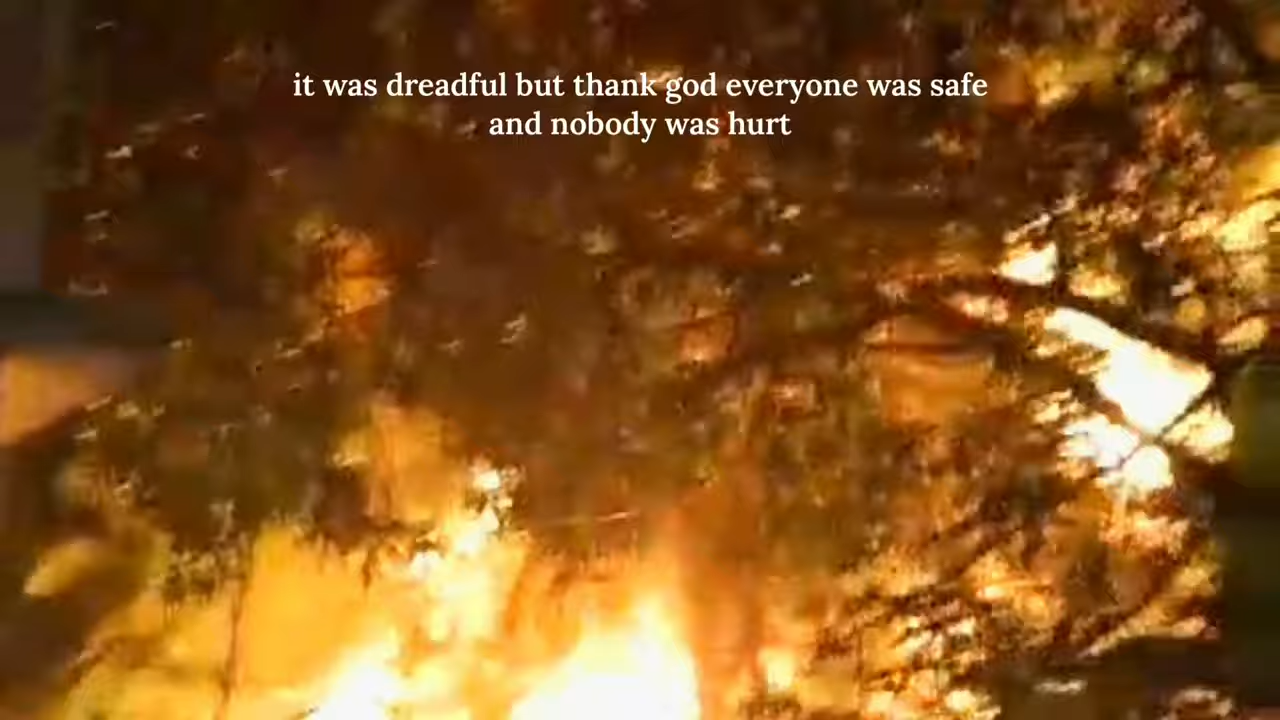 it was dreadful but thank god everyone was safe
and nobody was hurt